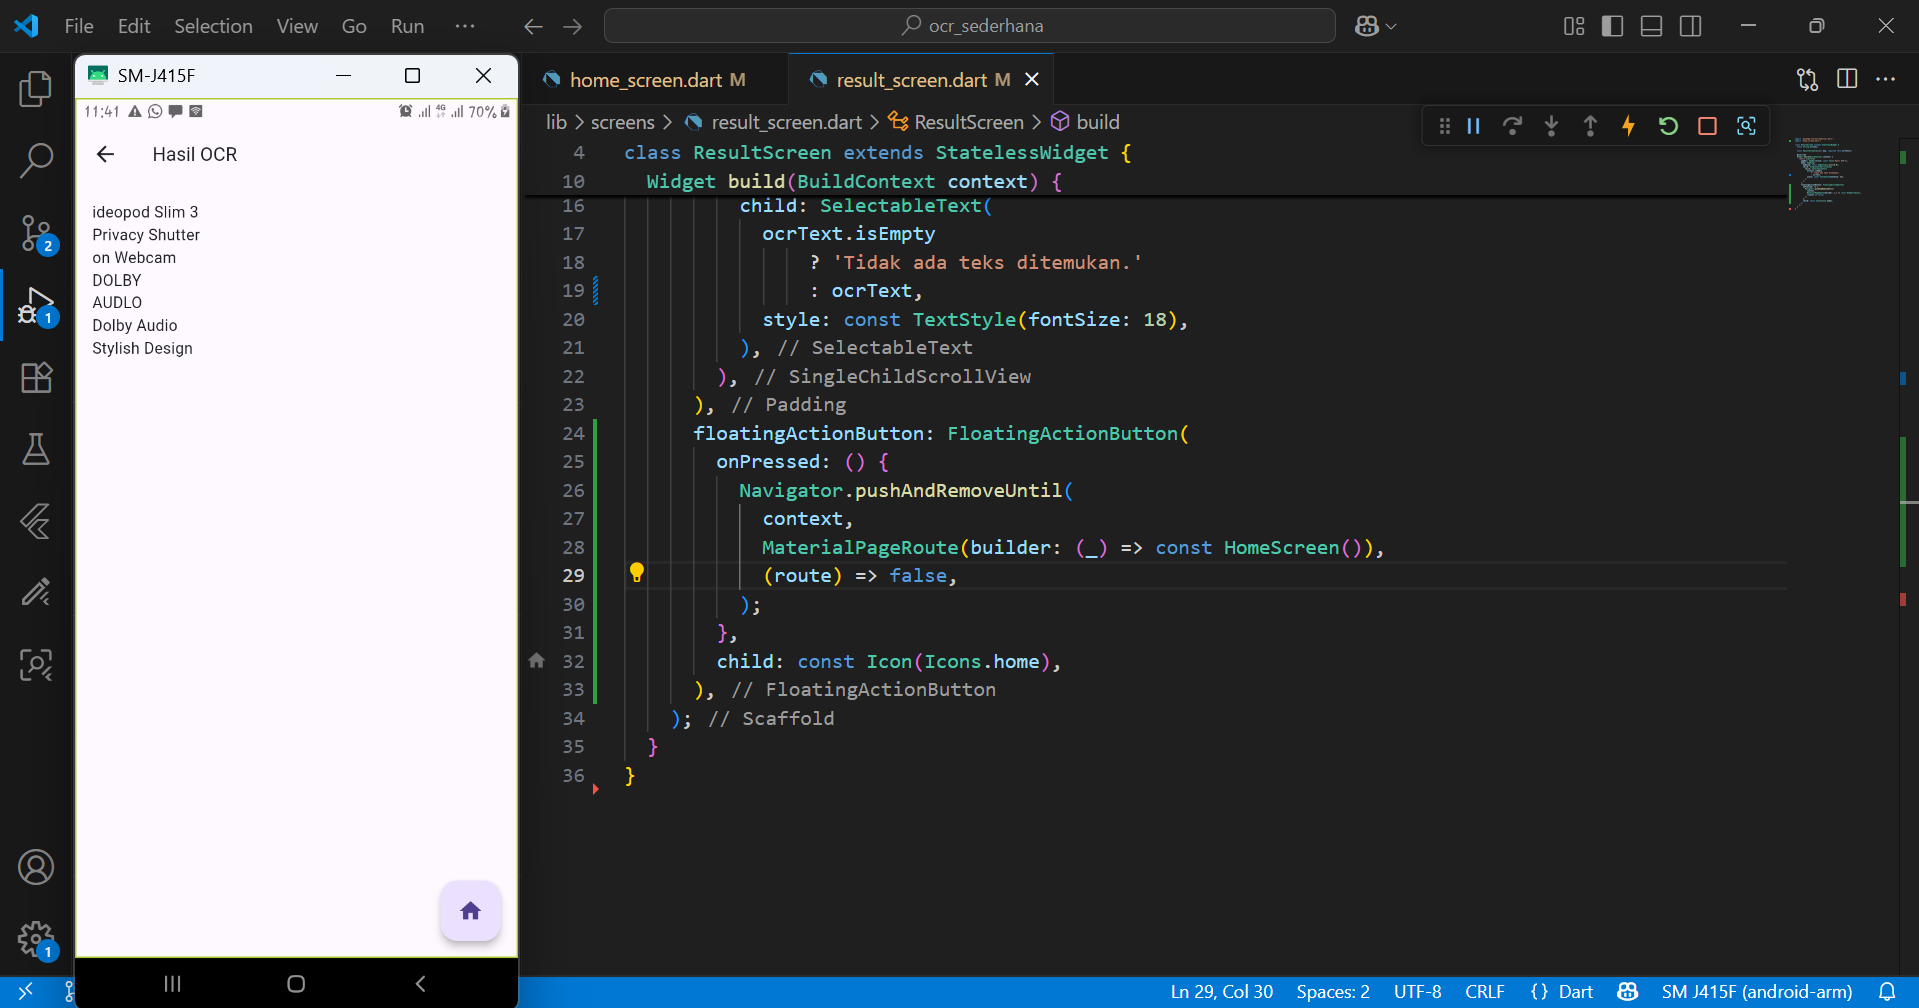 File Edit Selection View Go Run ···
ocr_sederhana
SM-J415F
11:41
4G
70%
Hasil OCR
ideopod Slim 3
Privacy Shutter
on Webcam
DOLBY
AUDLO
Dolby Audio
Stylish Design
2
1
1
home_screen.dart M
result_screen.dart M
lib > screens > result_screen.dart > ResultScreen > build
4 class ResultScreen extends StatelessWidget {
10 Widget build(BuildContext context) {
16 child: SelectableText(
17 ocrText.isEmpty
18 ? 'Tidak ada teks ditemukan.'
19 : ocrText,
20 style: const TextStyle(fontSize: 18),
21 ), // SelectableText
22 ), // SingleChildScrollView
23 ), // Padding
24 floatingActionButton: FloatingActionButton(
25 onPressed: () {
26 Navigator.pushAndRemoveUntil(
27 context,
28 MaterialPageRoute(builder: (_) => const HomeScreen()),
29 (route) => false,
30 );
31 },
32 child: const Icon(Icons.home),
33 ), // FloatingActionButton
34 ); // Scaffold
35 }
36 }
Ln 29, Col 30 Spaces: 2 UTF-8 CRLF {} Dart SM J415F (android-arm)